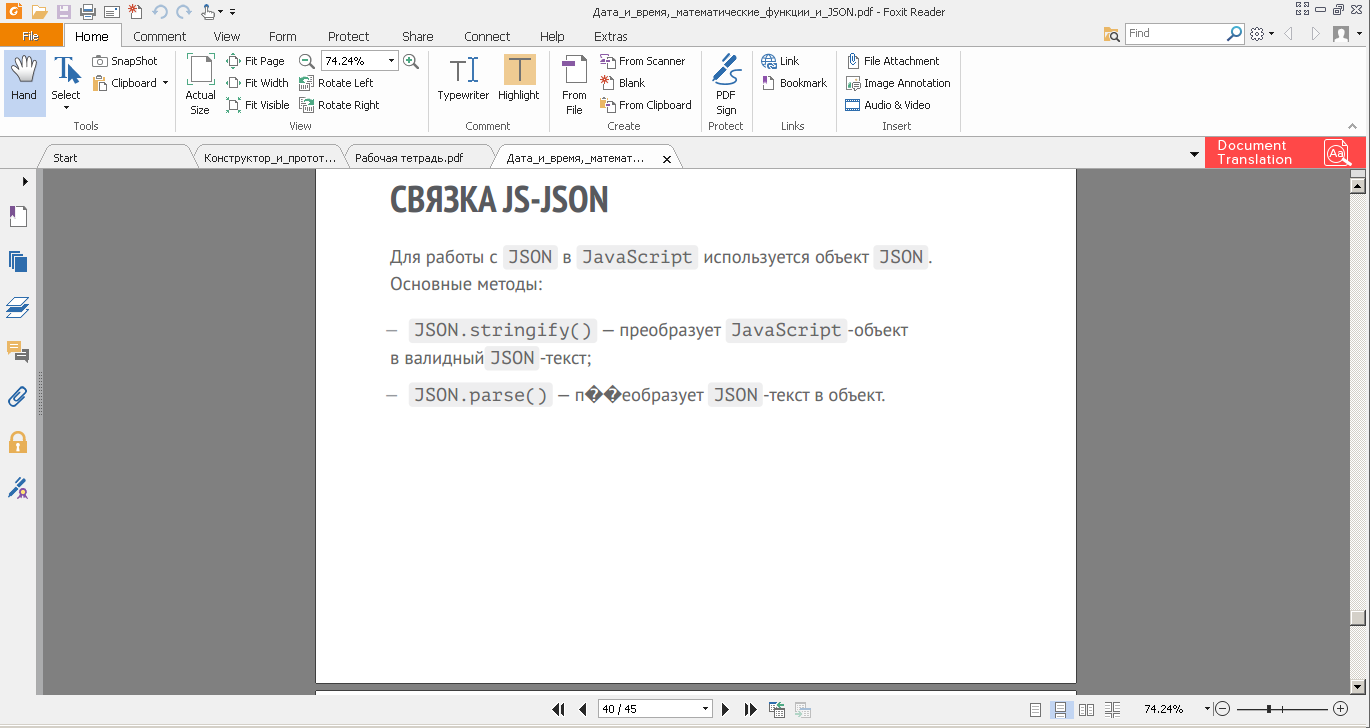 Дата_и_время,_математические_функции_и_JSON.pdf - Foxit Reader
File Home Comment View Form Protect Share Connect Help Extras Find
Hand
Select
SnapShot
Clipboard
Tools
Actual
Size
Fit Page
Fit Width
Fit Visible
74.24%
Rotate Left
Rotate Right
View
Typewriter
Highlight
Comment
From
File
From Scanner
Blank
From Clipboard
Create
PDF
Sign
Protect
Link
Bookmark
Links
File Attachment
Image Annotation
Audio & Video
Insert
Start
Конструктор_и_протот...
Рабочая тетрадь.pdf
Дата_и_время,_математ...
Document
Translation
СВЯЗКА JS-JSON
Для работы с JSON в JavaScript используется объект JSON.
Основные методы:
— JSON.stringify() — преобразует JavaScript-объект
в валидный JSON-текст;
— JSON.parse() — п��еобразует JSON-текст в объект.
40 / 45
74.24%